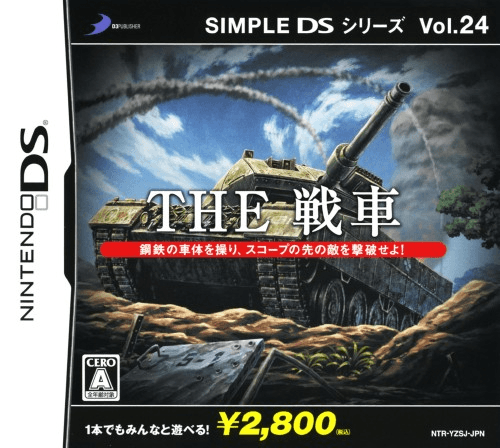 D3PUBLISHER
SIMPLE DS シリーズ Vol.24
NINTENDO DS
THE 戦車
鋼鉄の車体を操り、スコープの先の敵を撃破せよ!
CERO
A
全年齢対象
1本でもみんなと遊べる! ¥2,800(税込)
NTR-YZSJ-JPN